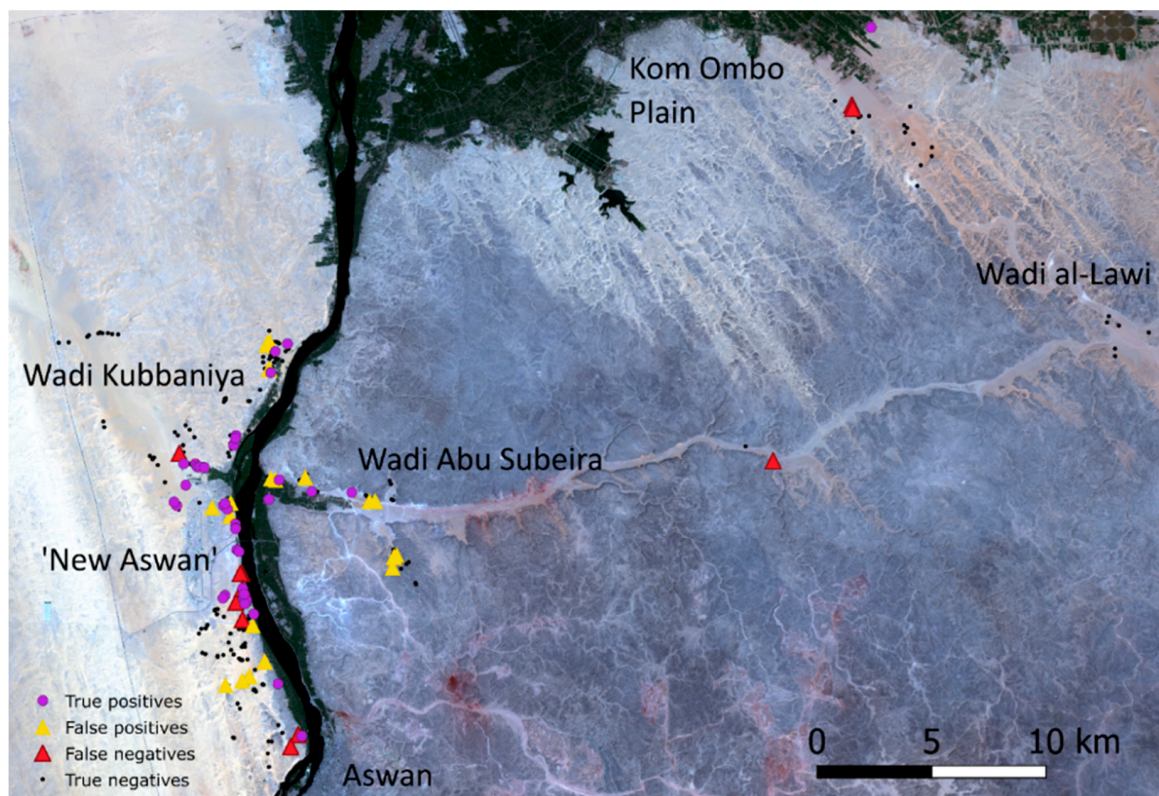 Kom Ombo
Plain
Wadi al-Lawi
Wadi Kubbaniya
Wadi Abu Subeira
'New Aswan'
True positives
False positives
False negatives
True negatives
Aswan
0 5 10 km